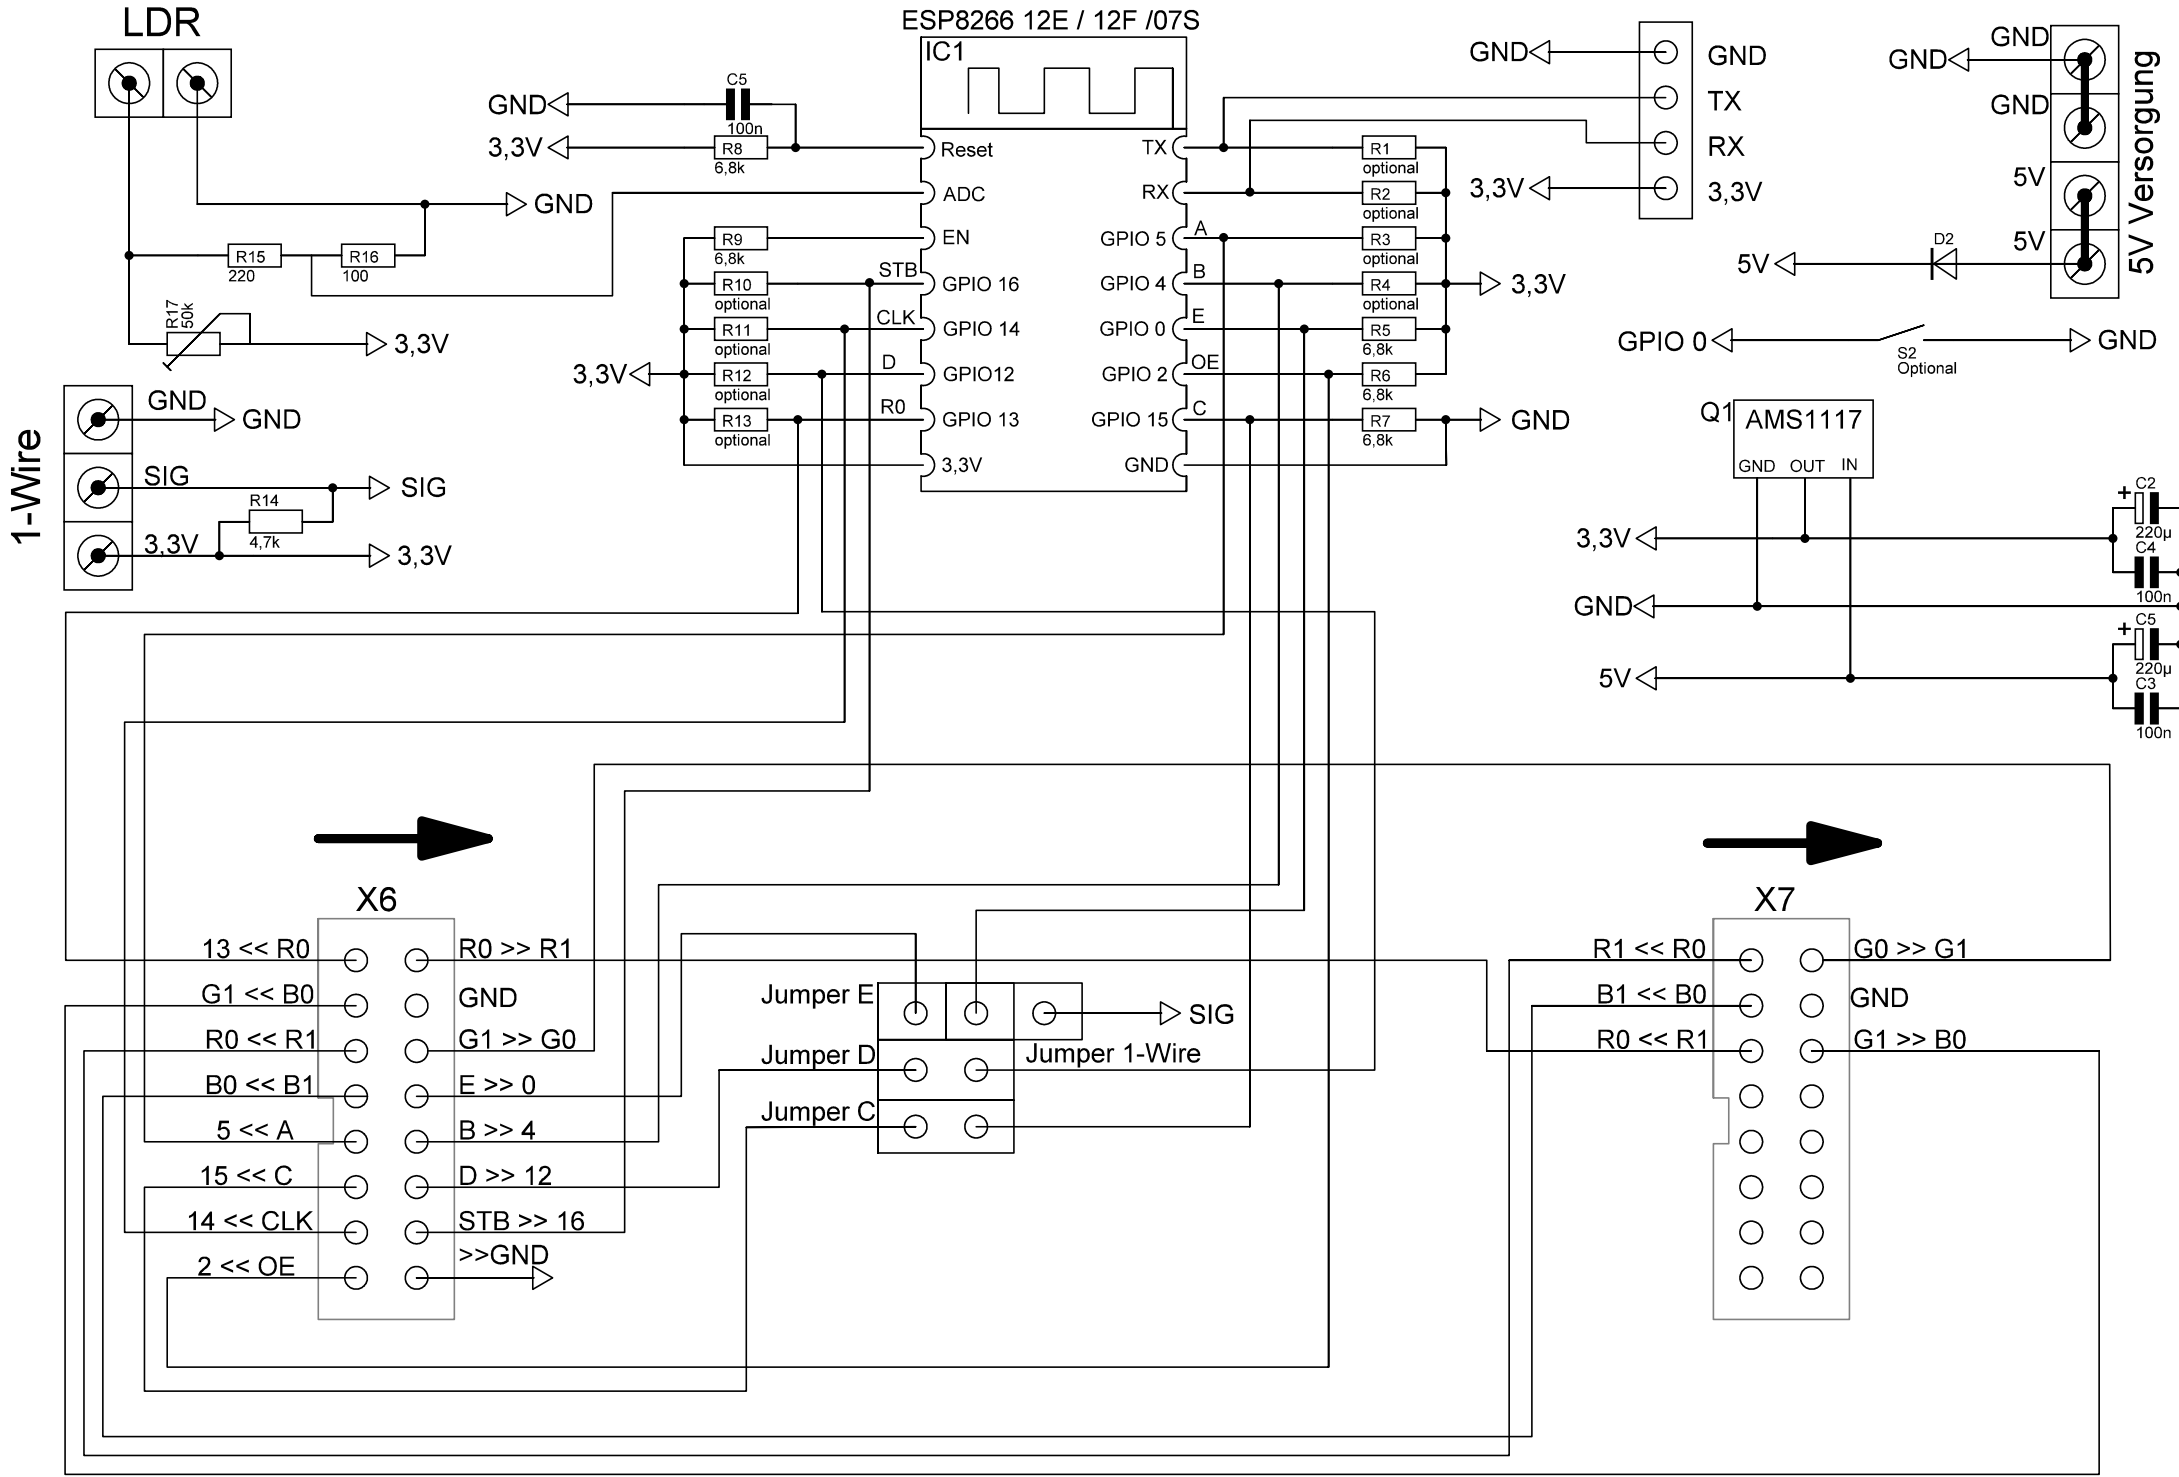 LDR
ESP8266 12E / 12F /07S
IC1
C5
100n
GND
3,3V
R8
6,8k
Reset
ADC
EN
GPIO 16
GPIO 14
GPIO12
GPIO 13
3,3V
TX
RX
GPIO 5
GPIO 4
GPIO 0
GPIO 2
GPIO 15
GND
STB
CLK
D
R0
A
B
E
OE
C
R9
6,8k
R10
optional
R11
optional
R12
optional
R13
optional
3,3V
R1
optional
R2
optional
R3
optional
R4
optional
R5
6,8k
R6
6,8k
R7
6,8k
3,3V
GND
GND
3,3V
GND
TX
RX
3,3V
GND
GND
GND
5V
5V
5V
D2
5V Versorgung
GPIO 0
S2
Optional
GND
GND
R15
220
R16
100
R17
50k
3,3V
1-Wire
GND
GND
SIG
SIG
R14
4,7k
3,3V
3,3V
Q1
AMS1117
GND OUT IN
3,3V
GND
5V
+
C2
220µ
C4
100n
+
C5
220µ
C3
100n
X6
13 << R0
G1 << B0
R0 << R1
B0 << B1
5 << A
15 << C
14 << CLK
2 << OE
R0 >> R1
GND
G1 >> G0
E >> 0
B >> 4
D >> 12
STB >> 16
>>GND
Jumper E
SIG
Jumper D
Jumper 1-Wire
Jumper C
X7
R1 << R0
B1 << B0
R0 << R1
G0 >> G1
GND
G1 >> B0